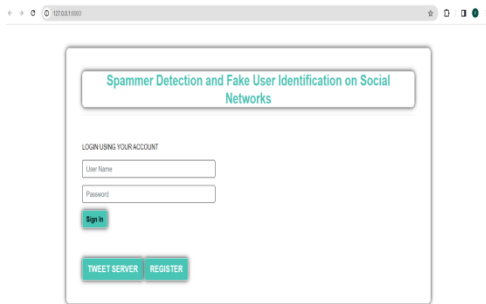 127.0.0.1:8000
Spammer Detection and Fake User Identification on Social
Networks
LOGIN USING YOUR ACCOUNT
User Name
Password
Sign In
TWEET SERVER REGISTER